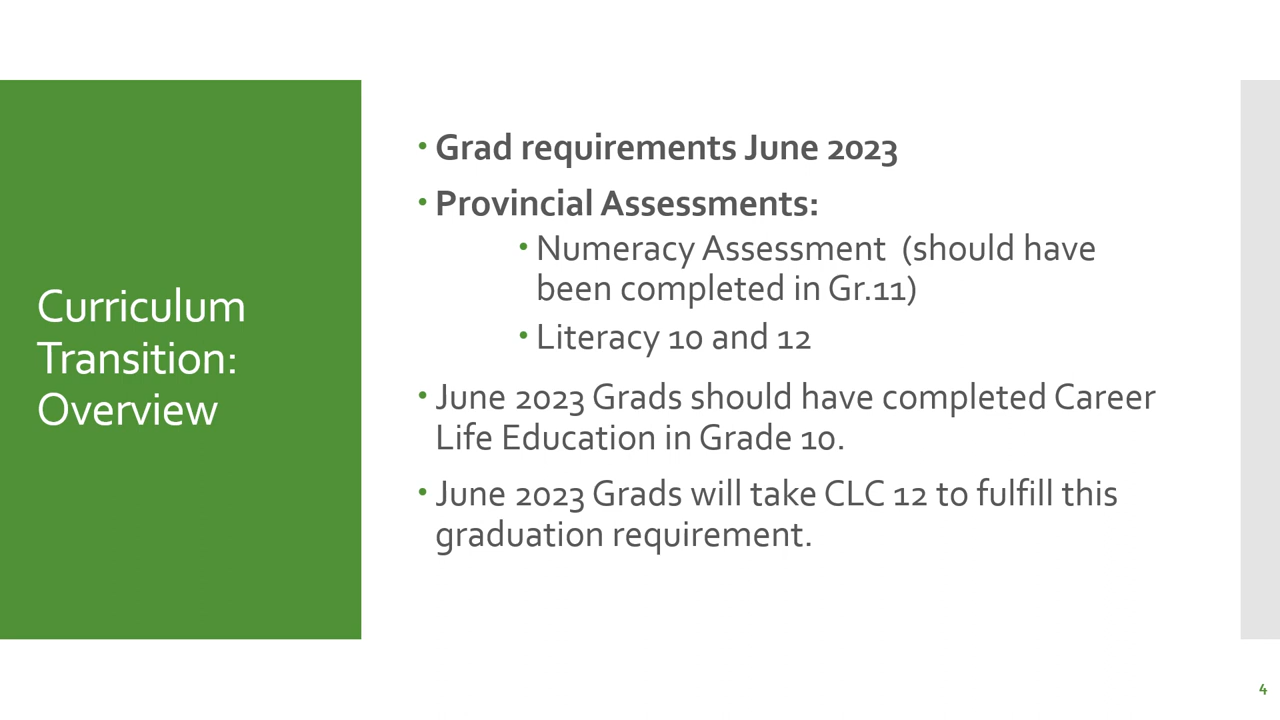 Curriculum
Transition:
Overview
• Grad requirements June 2023
• Provincial Assessments:
• Numeracy Assessment  (should have
been completed in Gr.11)
• Literacy 10 and 12
• June 2023 Grads should have completed Career
Life Education in Grade 10.
• June 2023 Grads will take CLC 12 to fulfill this
graduation requirement.
4